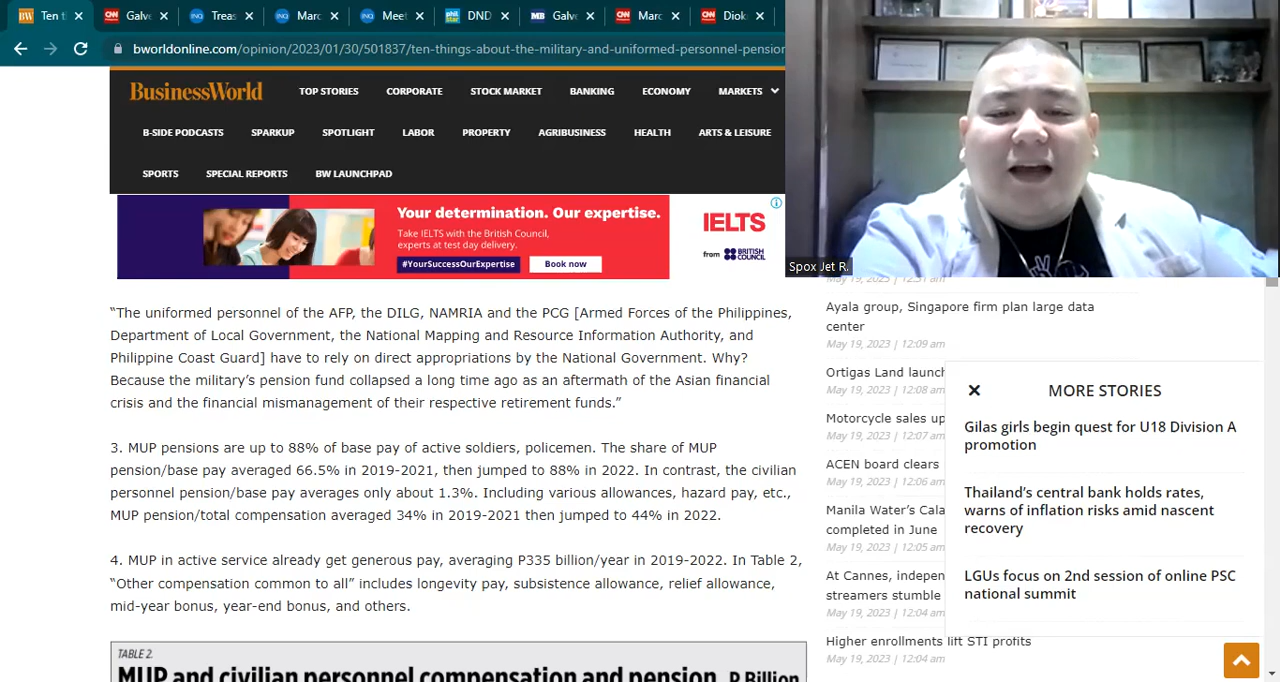 Ten t
Galve
Treas
Marc
Meet
DND
Galve
Marc
Diok
bworldonline.com/opinion/2023/01/30/501837/ten-things-about-the-military-and-uniformed-personnel-pension
BusinessWorld
TOP STORIES CORPORATE STOCK MARKET BANKING ECONOMY MARKETS
B-SIDE PODCASTS SPARKUP SPOTLIGHT LABOR PROPERTY AGRIBUSINESS HEALTH ARTS & LEISURE
SPORTS SPECIAL REPORTS BW LAUNCHPAD
Your determination. Our expertise.
Take IELTS with the British Council,
experts at test day delivery.
#YourSuccessOurExpertise Book now
IELTS
from BRITISH
COUNCIL
Spox Jet R.
“The uniformed personnel of the AFP, the DILG, NAMRIA and the PCG [Armed Forces of the Philippines,
Department of Local Government, the National Mapping and Resource Information Authority, and
Philippine Coast Guard] have to rely on direct appropriations by the National Government. Why?
Because the military’s pension fund collapsed a long time ago as an aftermath of the Asian financial
crisis and the financial mismanagement of their respective retirement funds.”
3. MUP pensions are up to 88% of base pay of active soldiers, policemen. The share of MUP
pension/base pay averaged 66.5% in 2019-2021, then jumped to 88% in 2022. In contrast, the civilian
personnel pension/base pay averages only about 1.3%. Including various allowances, hazard pay, etc.,
MUP pension/total compensation averaged 34% in 2019-2021 then jumped to 44% in 2022.
4. MUP in active service already get generous pay, averaging P335 billion/year in 2019-2022. In Table 2,
“Other compensation common to all” includes longevity pay, subsistence allowance, relief allowance,
mid-year bonus, year-end bonus, and others.
TABLE 2.
MUP and civilian personnel compensation and pension, P Billion
May 19, 2023 | 12:31 am
Ayala group, Singapore firm plan large data
center
May 19, 2023 | 12:09 am
Ortigas Land launch
May 19, 2023 | 12:08 am
Motorcycle sales up
May 19, 2023 | 12:07 am
ACEN board clears
May 19, 2023 | 12:06 am
Manila Water’s Cala
completed in June
May 19, 2023 | 12:05 am
At Cannes, indepen
streamers stumble
May 19, 2023 | 12:04 am
Higher enrollments lift STI profits
May 19, 2023 | 12:04 am
MORE STORIES
Gilas girls begin quest for U18 Division A
promotion
Thailand’s central bank holds rates,
warns of inflation risks amid nascent
recovery
LGUs focus on 2nd session of online PSC
national summit